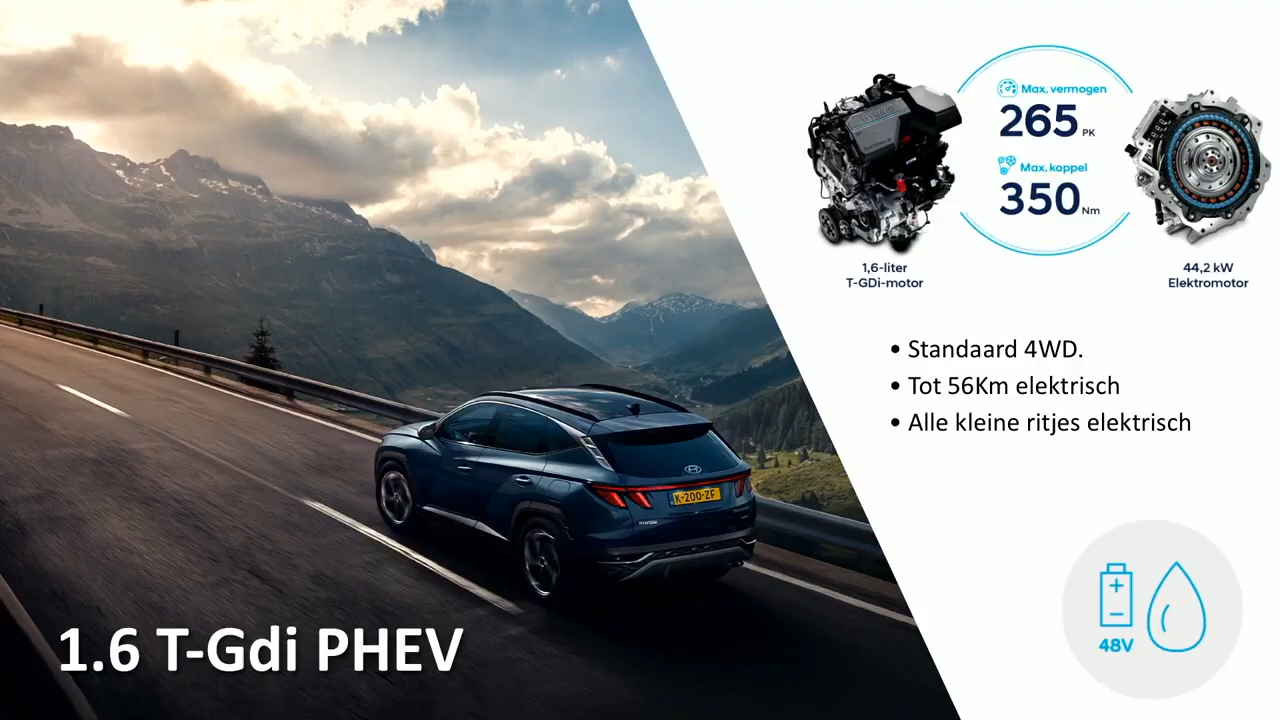 Max. vermogen
265 PK
Max. koppel
350 Nm
1,6-liter
T-GDi-motor
44,2 kW
Elektromotor
• Standaard 4WD.
• Tot 56Km elektrisch
• Alle kleine ritjes elektrisch
K-200-ZF
HYUNDAI
1.6 T-Gdi PHEV
48V